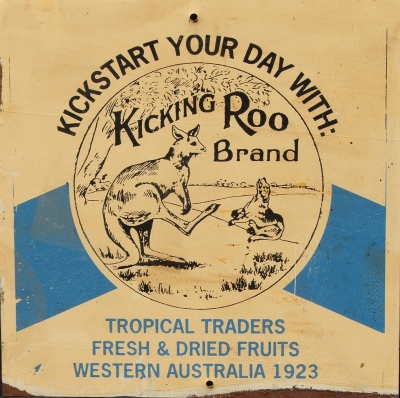 KICKSTART YOUR DAY WITH:
KICKING ROO
Brand
TROPICAL TRADERS
FRESH & DRIED FRUITS
WESTERN AUSTRALIA 1923